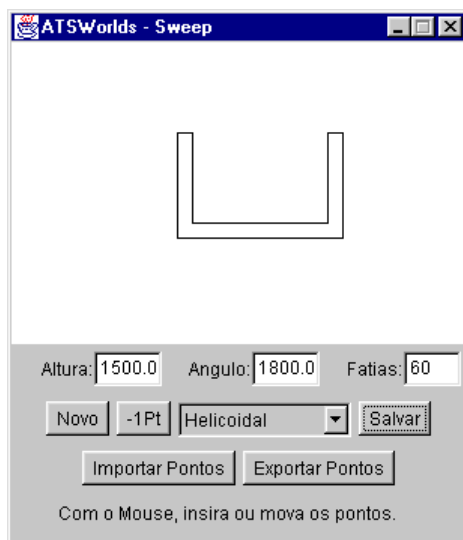 ATSWorlds - Sweep
Altura: 1500.0 Angulo: 1800.0 Fatias: 60
Novo -1Pt Helicoidal Salvar
Importar Pontos Exportar Pontos
Com o Mouse, insira ou mova os pontos.